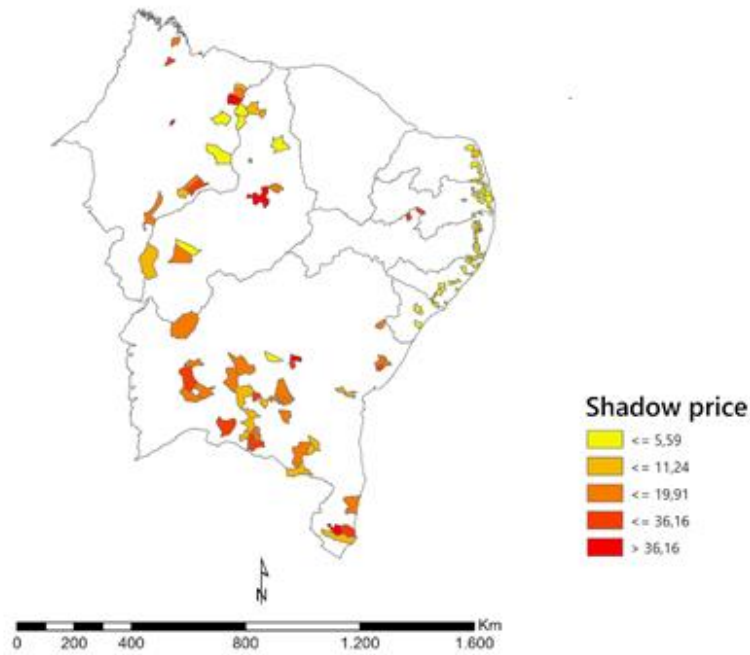 Shadow price
<= 5,59
<= 11,24
<= 19,91
<= 36,16
> 36,16
N
Km
0 200 400 800 1.200 1.600